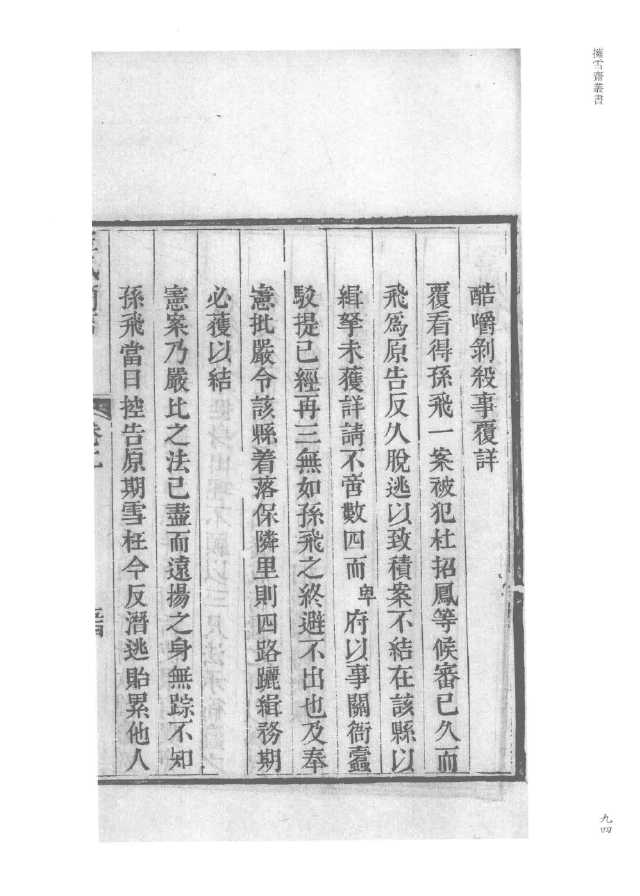 擁雪齋叢書
酷嚼剝殺事覆詳
覆看得孫飛一案被犯杜招鳳等候審已久而
飛爲原告反久脫逃以致積案不結在該縣以
緝拏未獲詳請不啻數四而卑府以事關衙蠹
駁提已經再三無如孫飛之終避不出也及奉
憲批嚴令該縣着落保隣里則四路躧緝務期
必獲以結
憲案乃嚴比之法已盡而遠揚之身無踪不知
孫飛當日控告原期雪枉今反潛逃貽累他人
九四